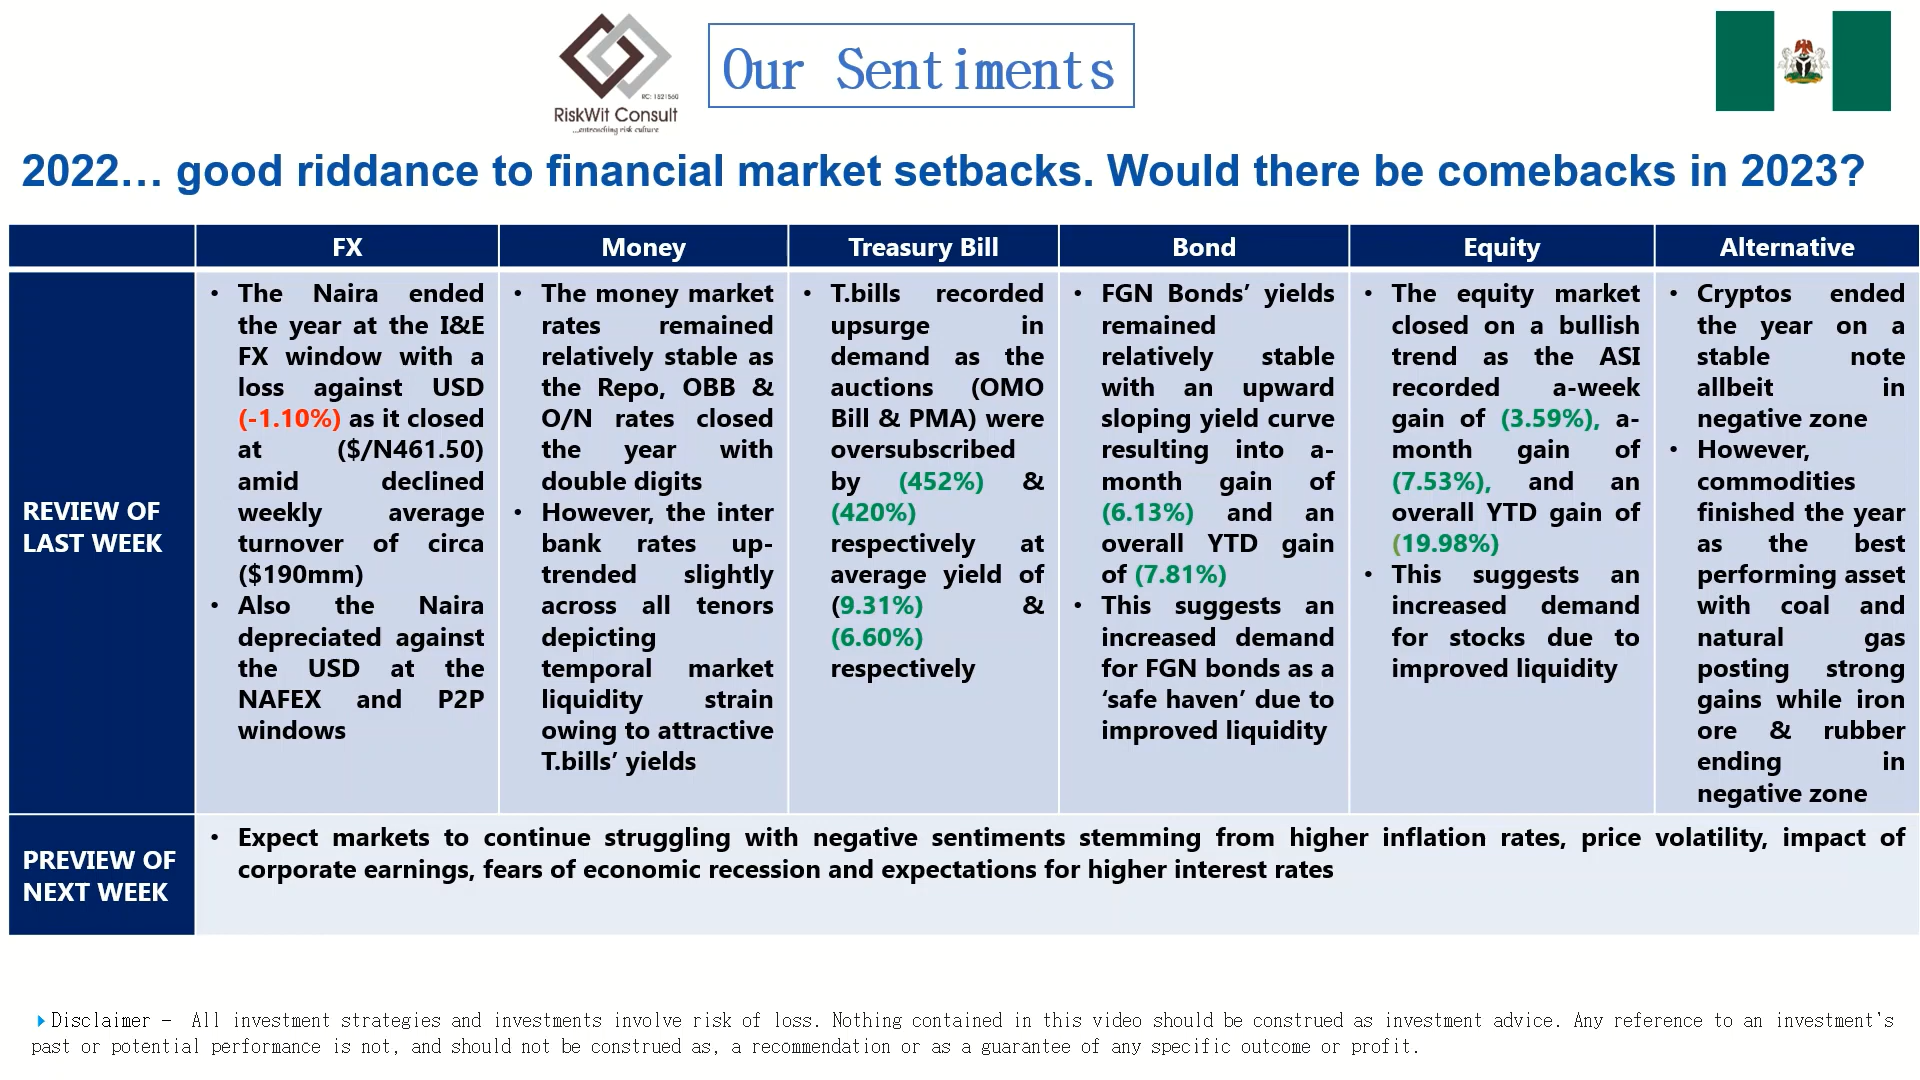 RC: 1521560
RiskWit Consult
...entrenching risk culture
Our Sentiments
2022… good riddance to financial market setbacks. Would there be comebacks in 2023?
FX
Money
Treasury Bill
Bond
Equity
Alternative
REVIEW OF
LAST WEEK
• The Naira ended
the year at the I&E
FX window with a
loss against USD
(-1.10%) as it closed
at ($/N461.50)
amid declined
weekly average
turnover of circa
($190mm)
• Also the Naira
depreciated against
the USD at the
NAFEX and P2P
windows
• The money market
rates remained
relatively stable as
the Repo, OBB &
O/N rates closed
the year with
double digits
• However, the inter
bank rates up-
trended slightly
across all tenors
depicting
temporal market
liquidity strain
owing to attractive
T.bills’ yields
• T.bills recorded
upsurge in
demand as the
auctions (OMO
Bill & PMA) were
oversubscribed
by (452%) &
(420%)
respectively at
average yield of
(9.31%) &
(6.60%)
respectively
• FGN Bonds’ yields
remained
relatively stable
with an upward
sloping yield curve
resulting into a-
month gain of
(6.13%) and an
overall YTD gain
of (7.81%)
• This suggests an
increased demand
for FGN bonds as a
‘safe haven’ due to
improved liquidity
• The equity market
closed on a bullish
trend as the ASI
recorded a-week
gain of (3.59%), a-
month gain of
(7.53%), and an
overall YTD gain of
(19.98%)
• This suggests an
increased demand
for stocks due to
improved liquidity
• Cryptos ended
the year on a
stable note
allbeit in
negative zone
• However,
commodities
finished the year
as the best
performing asset
with coal and
natural gas
posting strong
gains while iron
ore & rubber
ending in
negative zone
PREVIEW OF
NEXT WEEK
• Expect markets to continue struggling with negative sentiments stemming from higher inflation rates, price volatility, impact of
corporate earnings, fears of economic recession and expectations for higher interest rates
Disclaimer – All investment strategies and investments involve risk of loss. Nothing contained in this video should be construed as investment advice. Any reference to an investment's
past or potential performance is not, and should not be construed as, a recommendation or as a guarantee of any specific outcome or profit.